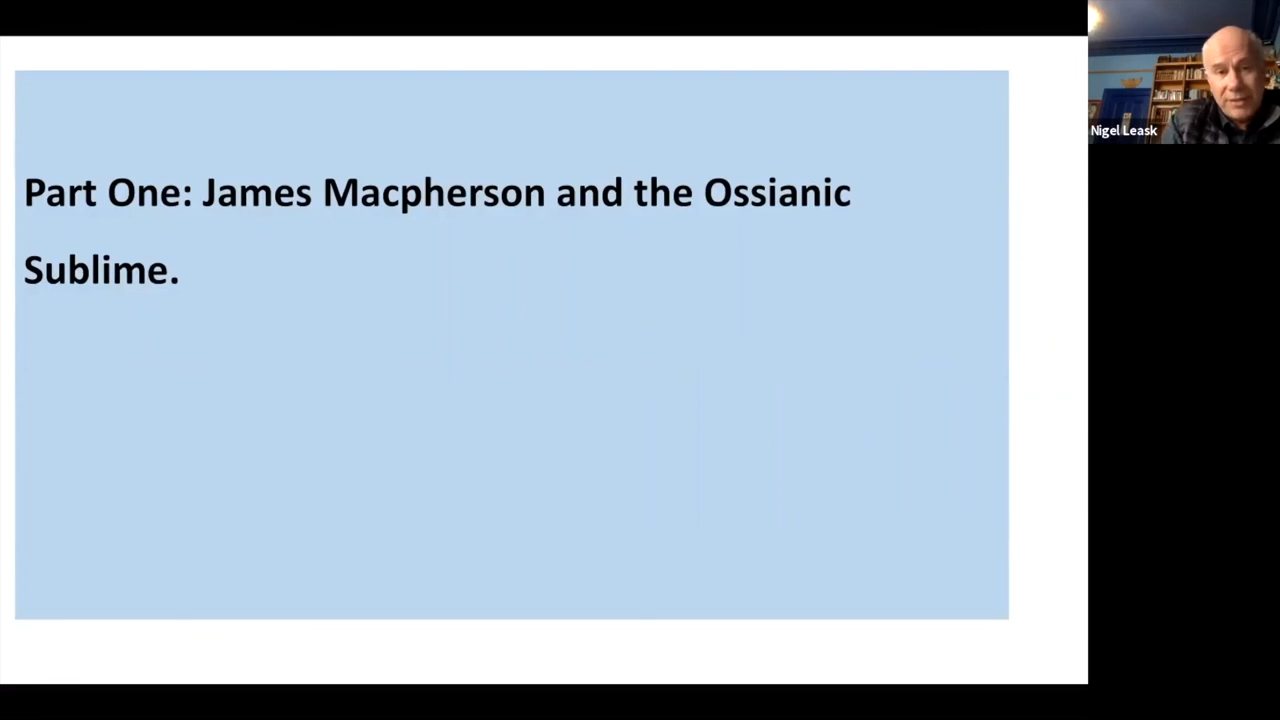 Part One: James Macpherson and the Ossianic
Sublime.
Nigel Leask